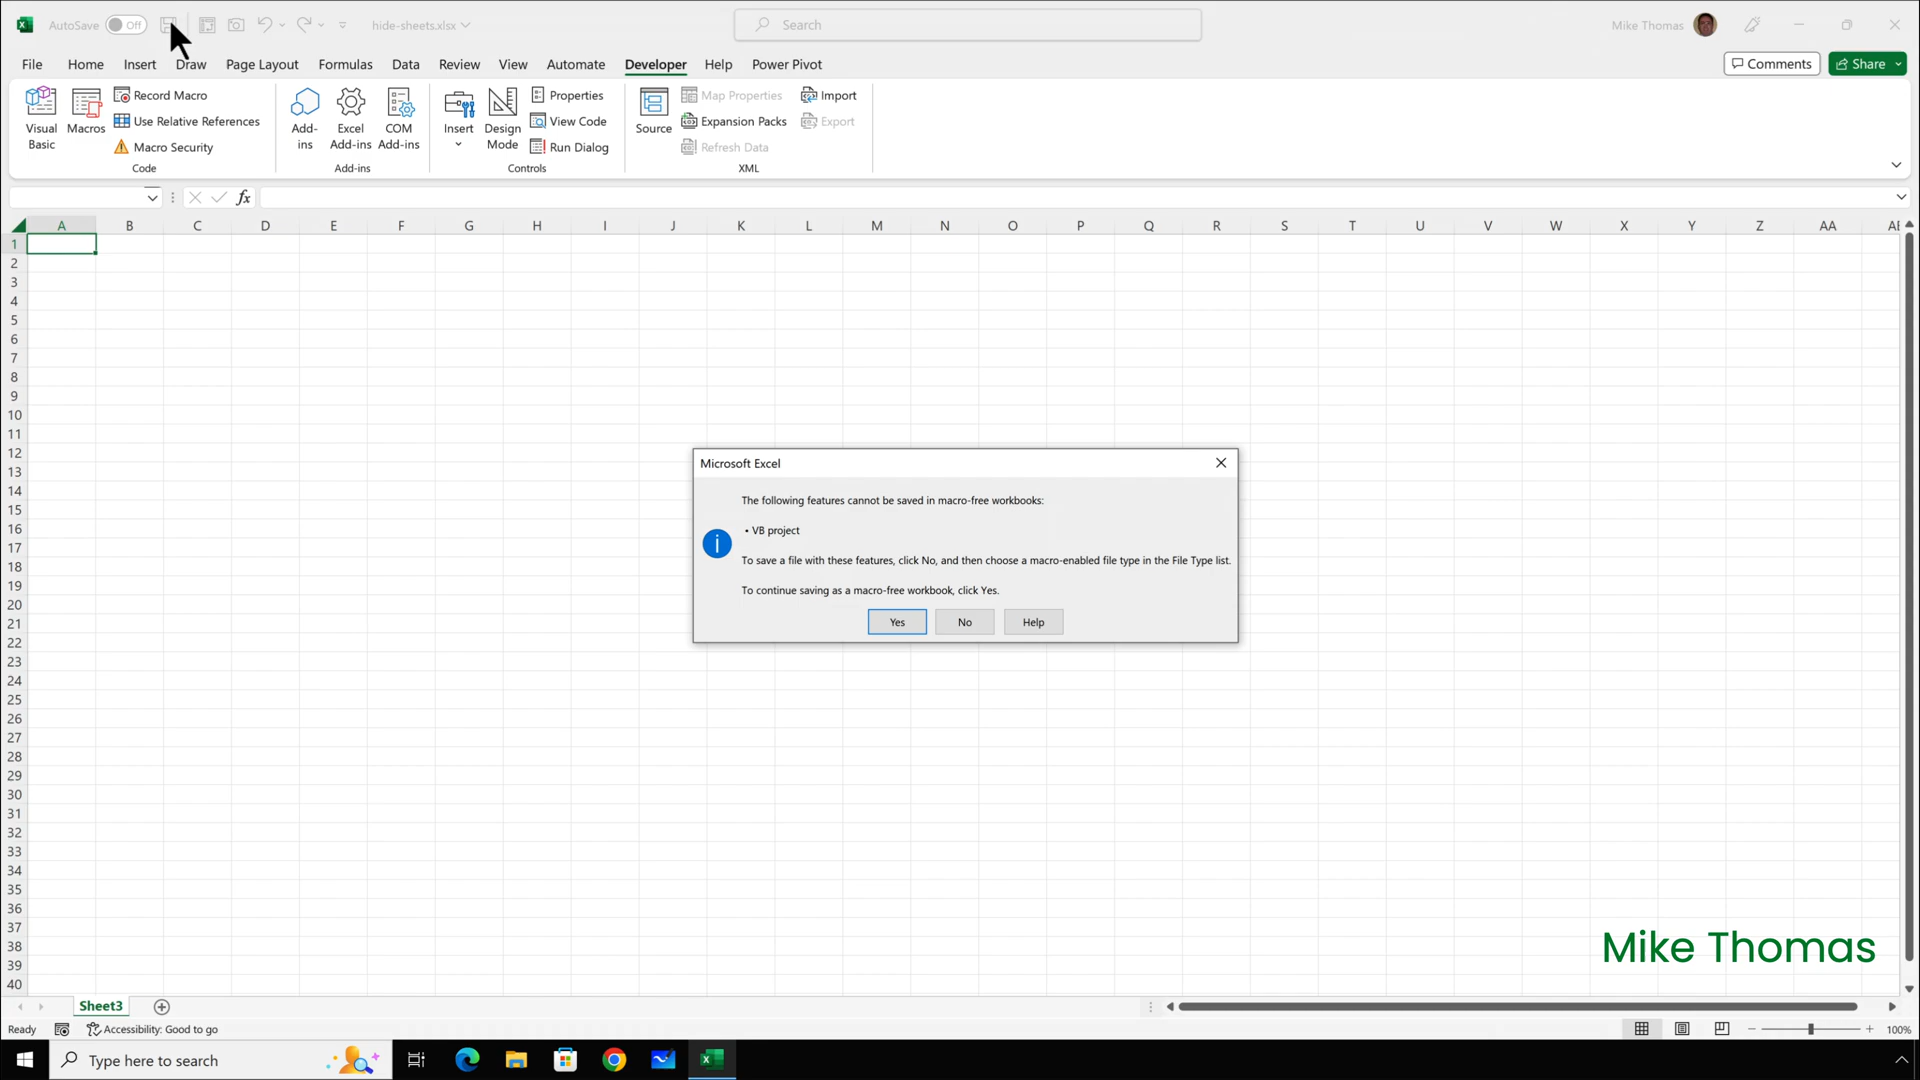 AutoSave Off hide-sheets.xlsx Search Mike Thomas
File Home Insert Draw Page Layout Formulas Data Review View Automate Developer Help Power Pivot Comments Share
Visual Basic
Macros
Record Macro
Use Relative References
Macro Security
Code
Add-ins
Excel Add-ins
COM Add-ins
Add-ins
Insert
Design Mode
Properties
View Code
Run Dialog
Controls
Source
Map Properties
Expansion Packs
Refresh Data
Import
Export
XML
fx
A B C D E F G H I J K L M N O P Q R S T U V W X Y Z AA
1
2
3
4
5
6
7
8
9
10
11
12
13
14
15
16
17
18
19
20
21
22
23
24
25
26
27
28
29
30
31
32
33
34
35
36
37
38
39
40
Microsoft Excel
The following features cannot be saved in macro-free workbooks:
• VB project
To save a file with these features, click No, and then choose a macro-enabled file type in the File Type list.
To continue saving as a macro-free workbook, click Yes.
Yes No Help
Mike Thomas
Sheet3
Ready Accessibility: Good to go 100%
Type here to search